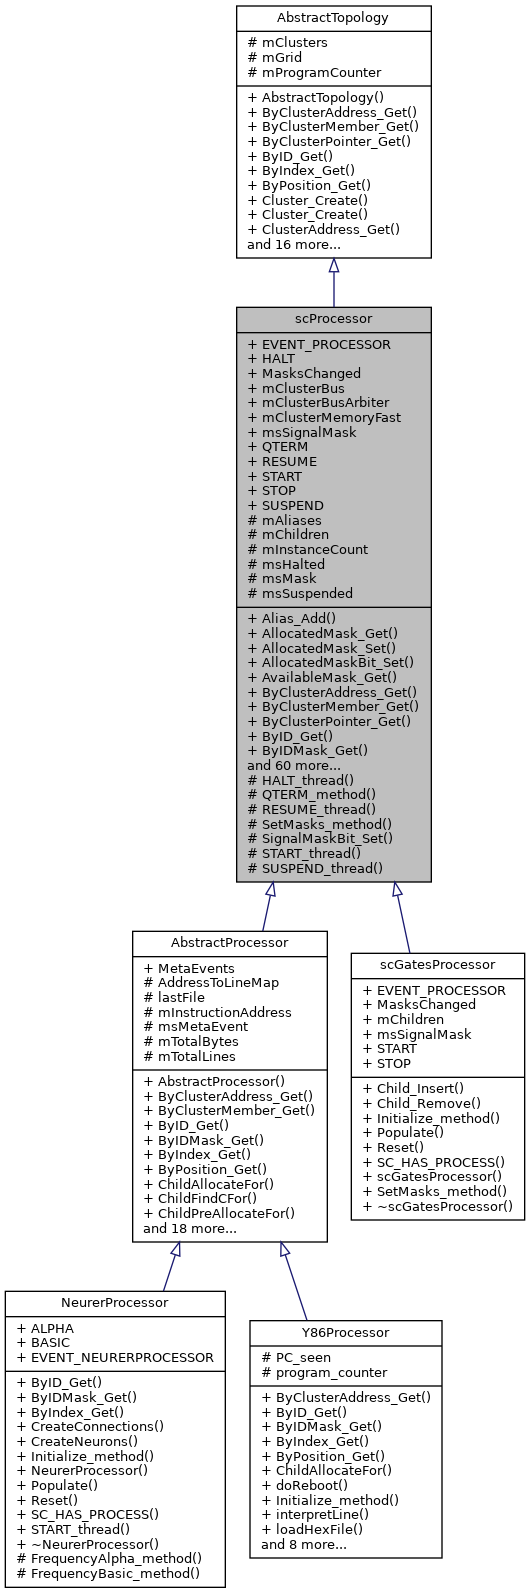 AbstractTopology
# mClusters
# mGrid
# mProgramCounter
+ AbstractTopology()
+ ByClusterAddress_Get()
+ ByClusterMember_Get()
+ ByClusterPointer_Get()
+ ByID_Get()
+ ByIndex_Get()
+ ByPosition_Get()
+ Cluster_Create()
+ Cluster_Create()
+ ClusterAddress_Get()
and 16 more...
scProcessor
+ EVENT_PROCESSOR
+ HALT
+ MasksChanged
+ mClusterBus
+ mClusterBusArbiter
+ mClusterMemoryFast
+ msSignalMask
+ QTERM
+ RESUME
+ START
+ STOP
+ SUSPEND
# mAliases
# mChildren
# mInstanceCount
# msHalted
# msMask
# msSuspended
+ Alias_Add()
+ AllocatedMask_Get()
+ AllocatedMask_Set()
+ AllocatedMaskBit_Set()
+ AvailableMask_Get()
+ ByClusterAddress_Get()
+ ByClusterMember_Get()
+ ByClusterPointer_Get()
+ ByID_Get()
+ ByIDMask_Get()
and 60 more...
# HALT_thread()
# QTERM_method()
# RESUME_thread()
# SetMasks_method()
# SignalMaskBit_Set()
# START_thread()
# SUSPEND_thread()
AbstractProcessor
+ MetaEvents
# AddressToLineMap
# lastFile
# mInstructionAddress
# msMetaEvent
# mTotalBytes
# mTotalLines
+ AbstractProcessor()
+ ByClusterAddress_Get()
+ ByClusterMember_Get()
+ ByID_Get()
+ ByIDMask_Get()
+ ByIndex_Get()
+ ByPosition_Get()
+ ChildAllocateFor()
+ ChildFindCFor()
+ ChildPreAllocateFor()
and 18 more...
scGatesProcessor
+ EVENT_PROCESSOR
+ MasksChanged
+ mChildren
+ msSignalMask
+ START
+ STOP
+ Child_Insert()
+ Child_Remove()
+ Initialize_method()
+ Populate()
+ Reset()
+ SC_HAS_PROCESS()
+ scGatesProcessor()
+ SetMasks_method()
+ ~scGatesProcessor()
NeurerProcessor
+ ALPHA
+ BASIC
+ EVENT_NEURERPROCESSOR
+ ByID_Get()
+ ByIDMask_Get()
+ ByIndex_Get()
+ CreateConnections()
+ CreateNeurons()
+ Initialize_method()
+ NeurerProcessor()
+ Populate()
+ Reset()
+ SC_HAS_PROCESS()
+ START_thread()
+ ~NeurerProcessor()
# FrequencyAlpha_method()
# FrequencyBasic_method()
Y86Processor
# PC_seen
# program_counter
+ ByClusterAddress_Get()
+ ByID_Get()
+ ByIDMask_Get()
+ ByIndex_Get()
+ ByPosition_Get()
+ ChildAllocateFor()
+ doReboot()
+ Initialize_method()
+ interpretLine()
+ loadHexFile()
and 8 more...